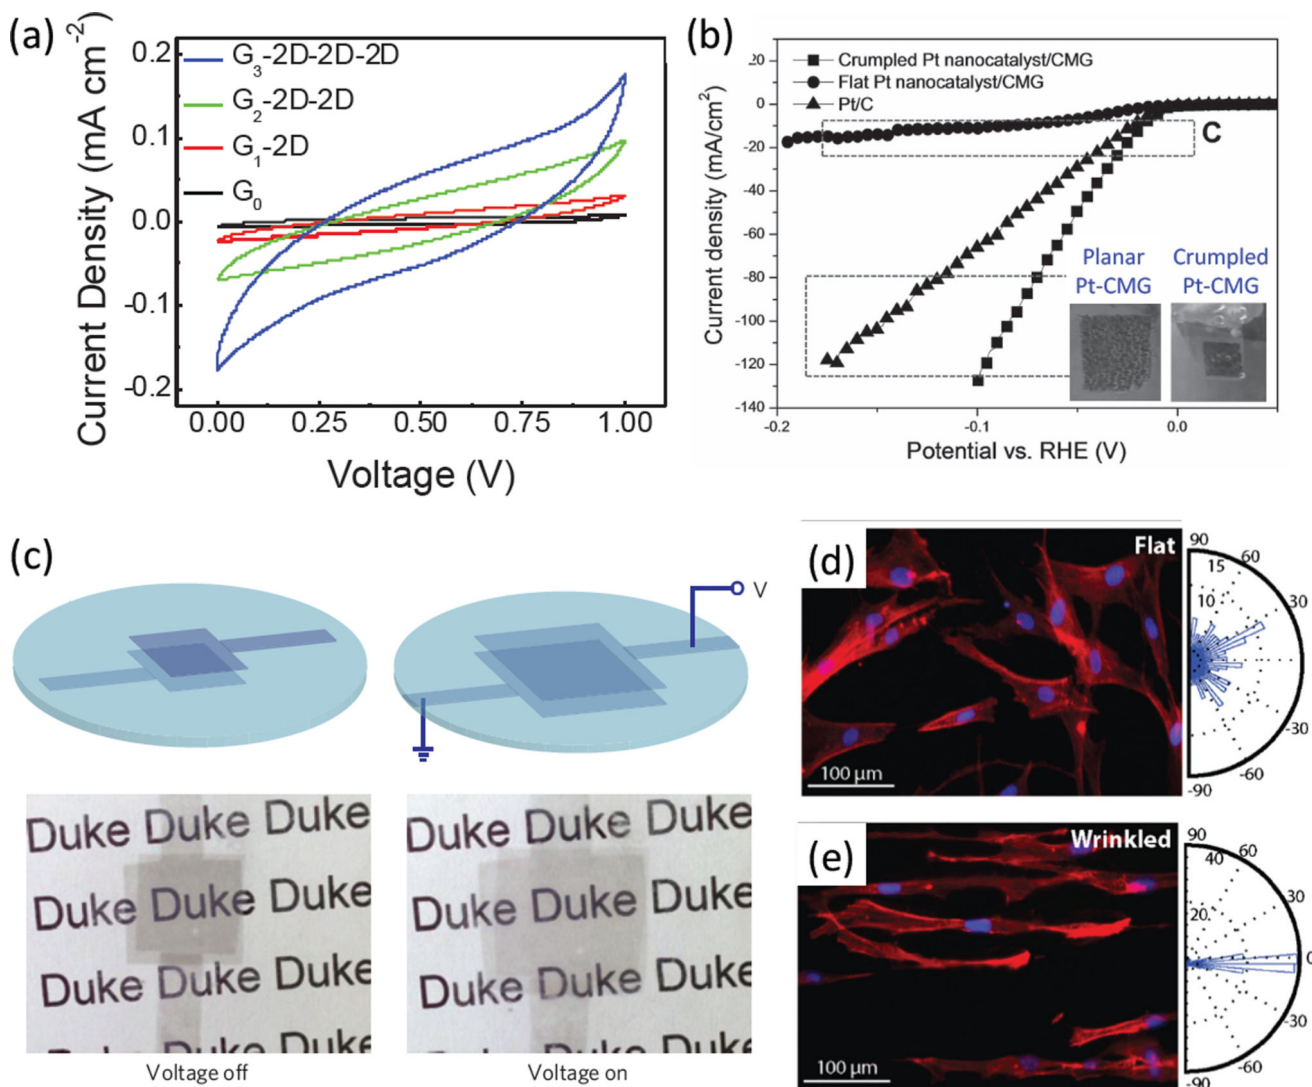 (a)
Current Density (mA cm⁻²)
0.2
0.1
0.0
-0.1
-0.2
G₃-2D-2D-2D
G₂-2D-2D
G₁-2D
G₀
0.00 0.25 0.50 0.75 1.00
Voltage (V)
(b)
Current density (mA/cm²)
20
0
-20
-40
-60
-80
-100
-120
-140
Crumpled Pt nanocatalyst/CMG
Flat Pt nanocatalyst/CMG
Pt/C
C
Planar Crumpled
Pt-CMG Pt-CMG
-0.2 -0.1 0.0
Potential vs. RHE (V)
(c)
V
Duke Duke Duke
Duke Duke Duke
Duke Duke Duke
Duke Duke Duke
Duke Duke Duke
Duke Duke Duke
Voltage off
Voltage on
(d)
Flat
100 µm
90
60
30
-30
-60
-90
15
10
(e)
Wrinkled
100 µm
90
60
30
0
-30
-60
-90
40
20